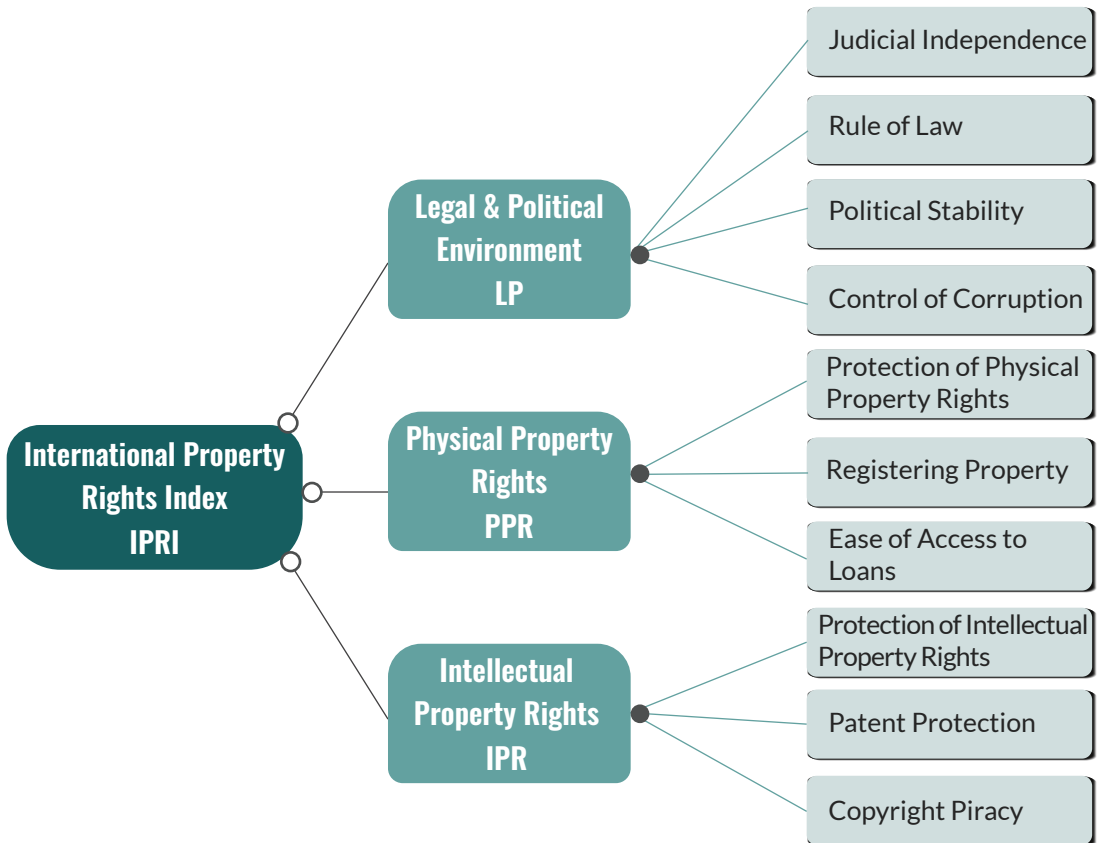 International Property
Rights Index
IPRI
Legal & Political
Environment
LP
Physical Property
Rights
PPR
Intellectual
Property Rights
IPR
Judicial Independence
Rule of Law
Political Stability
Control of Corruption
Protection of Physical
Property Rights
Registering Property
Ease of Access to
Loans
Protection of Intellectual
Property Rights
Patent Protection
Copyright Piracy